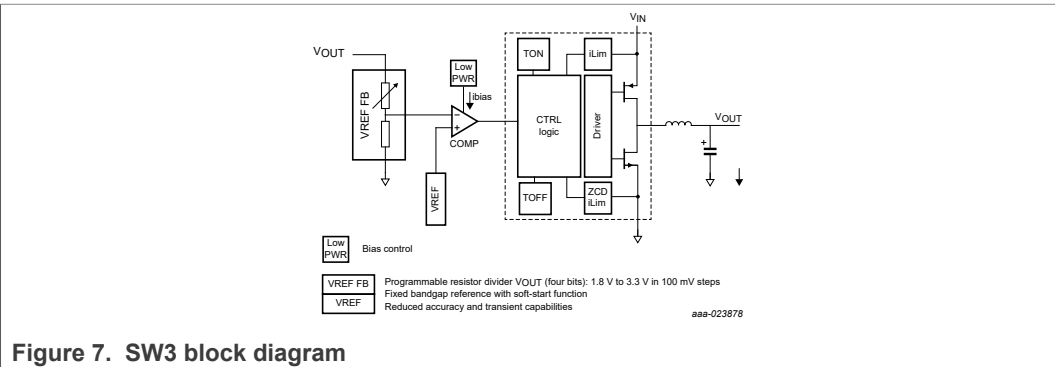 VIN
VOUT
TON
iLim
Low
PWR
ibias
VREF FB
−
+
COMP
CTRL
logic
Driver
VOUT
+
VREF
TOFF
ZCD
iLim
Low
PWR
Bias control
VREF FB
Programmable resistor divider VOUT (four bits): 1.8 V to 3.3 V in 100 mV steps
Fixed bandgap reference with soft-start function
VREF
Reduced accuracy and transient capabilities
aaa-023878
Figure 7. SW3 block diagram